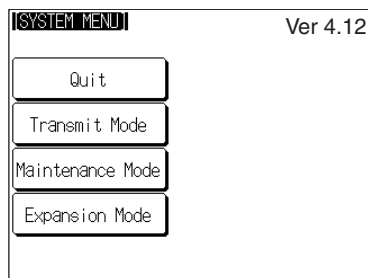 [SYSTEM MENU]
Ver 4.12
Quit
Transmit Mode
Maintenance Mode
Expansion Mode